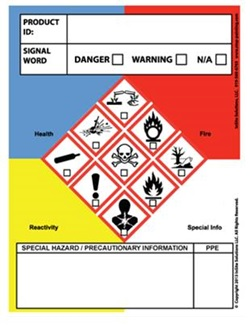 PRODUCT
ID:
SIGNAL
WORD
DANGER WARNING N/A
Health
Fire
Reactivity
Special Info
SPECIAL HAZARD / PRECAUTIONARY INFORMATION
PPE